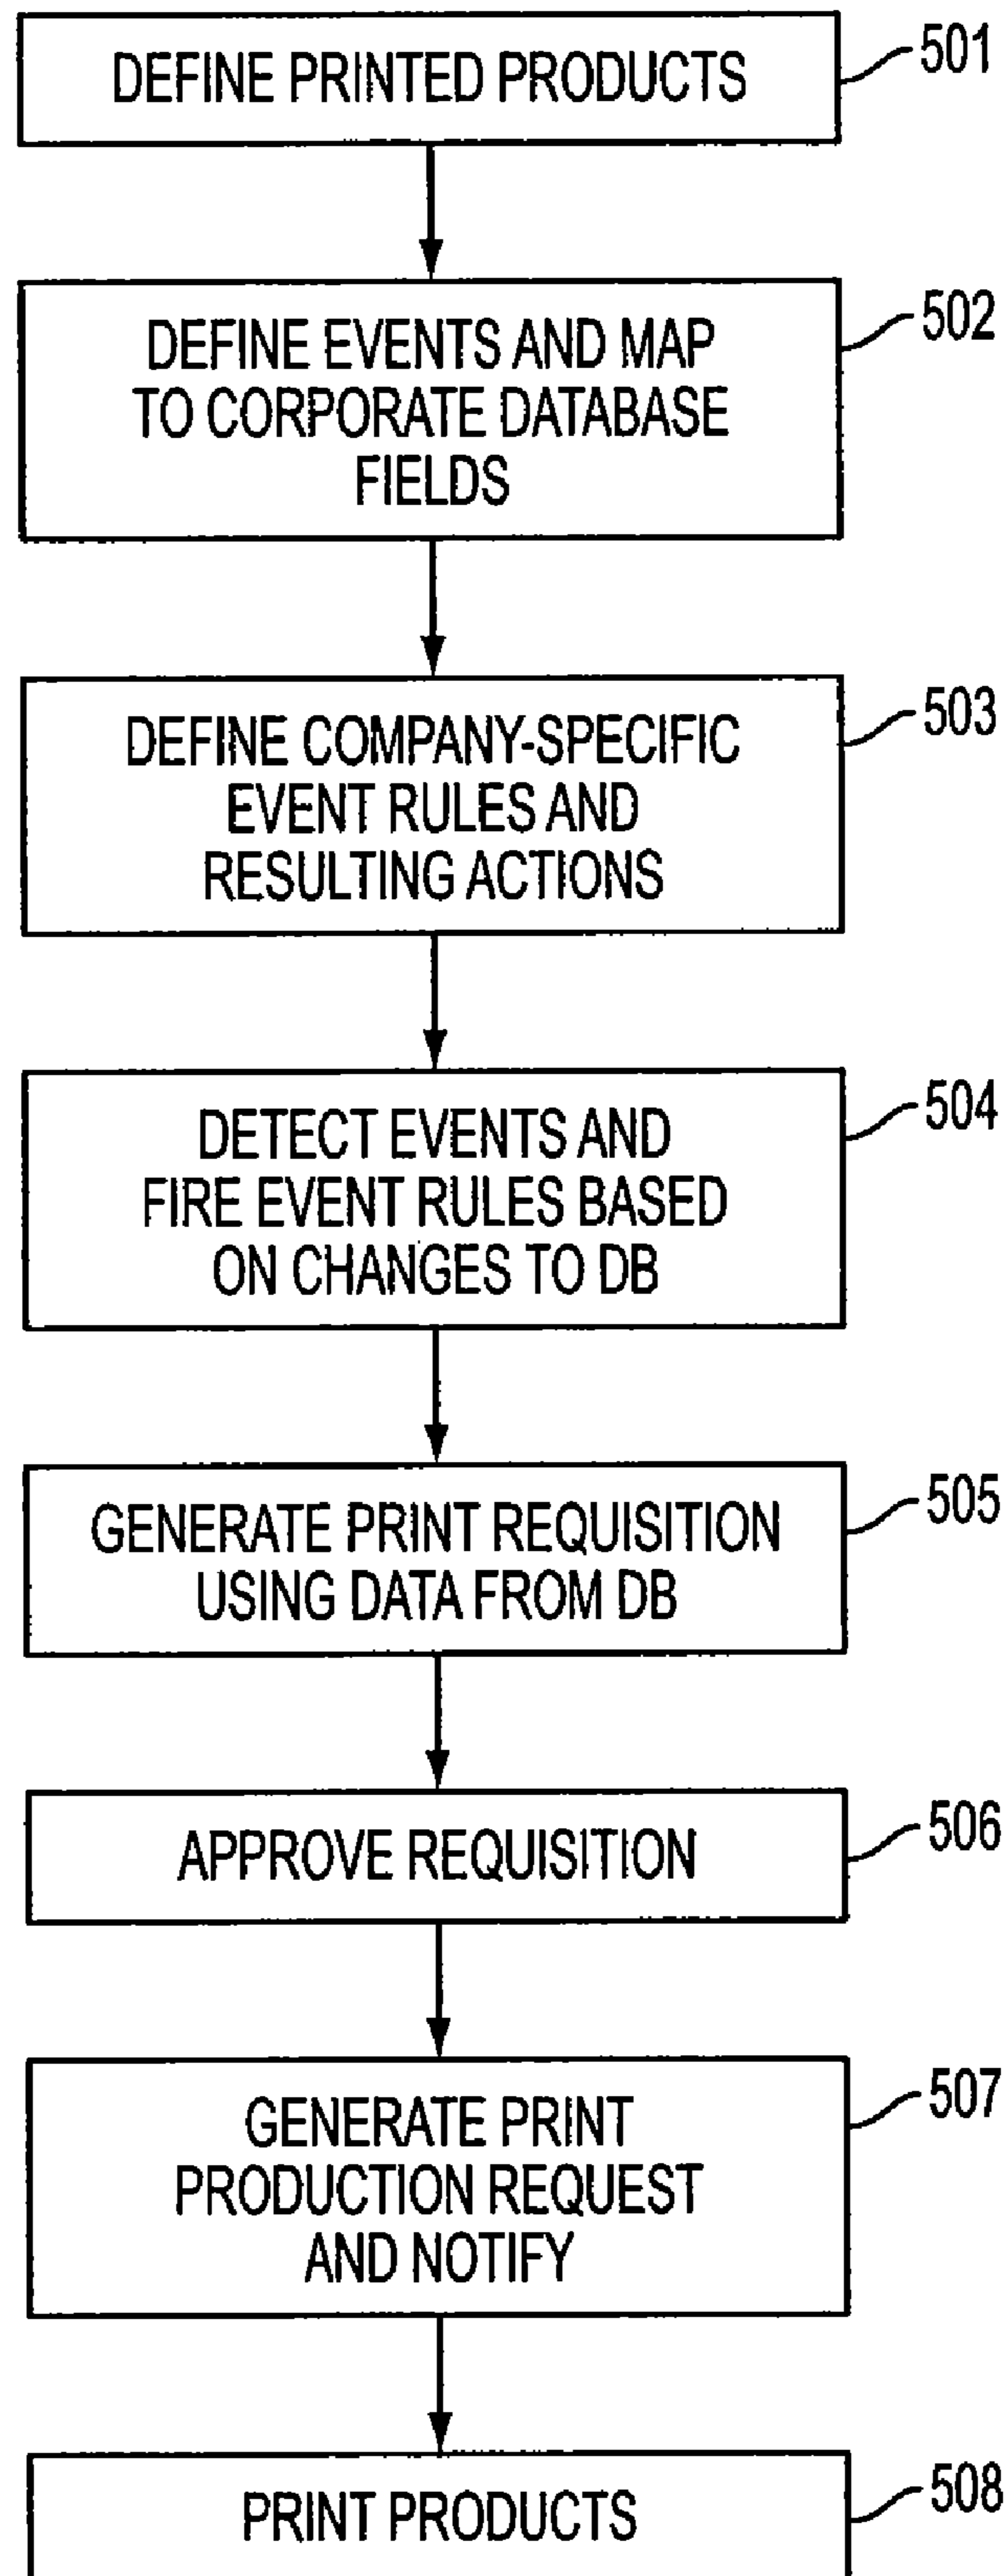 DEFINE PRINTED PRODUCTS
501
DEFINE EVENTS AND MAP
TO CORPORATE DATABASE
FIELDS
502
DEFINE COMPANY-SPECIFIC
EVENT RULES AND
RESULTING ACTIONS
503
DETECT EVENTS AND
FIRE EVENT RULES BASED
ON CHANGES TO DB
504
GENERATE PRINT REQUISITION
USING DATA FROM DB
505
APPROVE REQUISITION
506
GENERATE PRINT
PRODUCTION REQUEST
AND NOTIFY
507
PRINT PRODUCTS
508